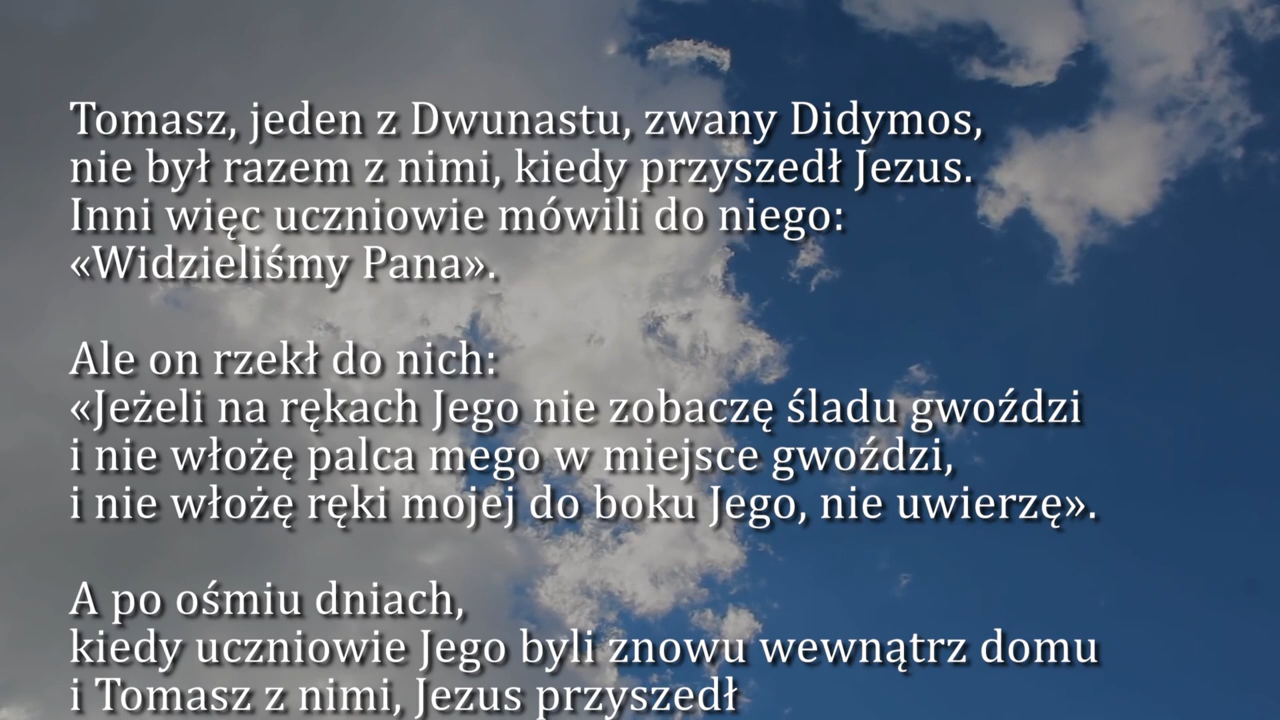 Tomasz, jeden z Dwunastu, zwany Didymos,
nie był razem z nimi, kiedy przyszedł Jezus.
Inni więc uczniowie mówili do niego:
«Widzieliśmy Pana».
Ale on rzekł do nich:
«Jeżeli na rękach Jego nie zobaczę śladu gwoździ
i nie włożę palca mego w miejsce gwoździ,
i nie włożę ręki mojej do boku Jego, nie uwierzę».
A po ośmiu dniach,
kiedy uczniowie Jego byli znowu wewnątrz domu
i Tomasz z nimi, Jezus przyszedł